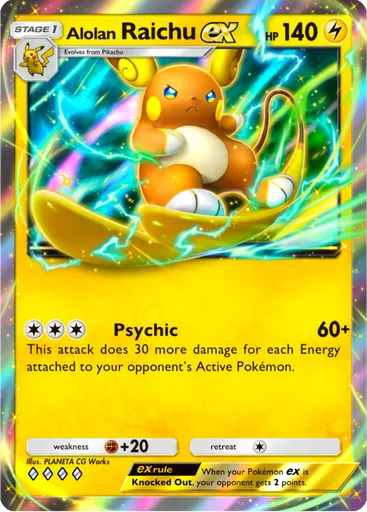 STAGE 1 Alolan Raichu ex HP 140
Evolves from Pikachu
Psychic 60+
This attack does 30 more damage for each Energy
attached to your opponent's Active Pokémon.
weakness +20 retreat
Illus. PLANETA CG Works
ex rule When your Pokémon ex is
Knocked Out, your opponent gets 2 points.